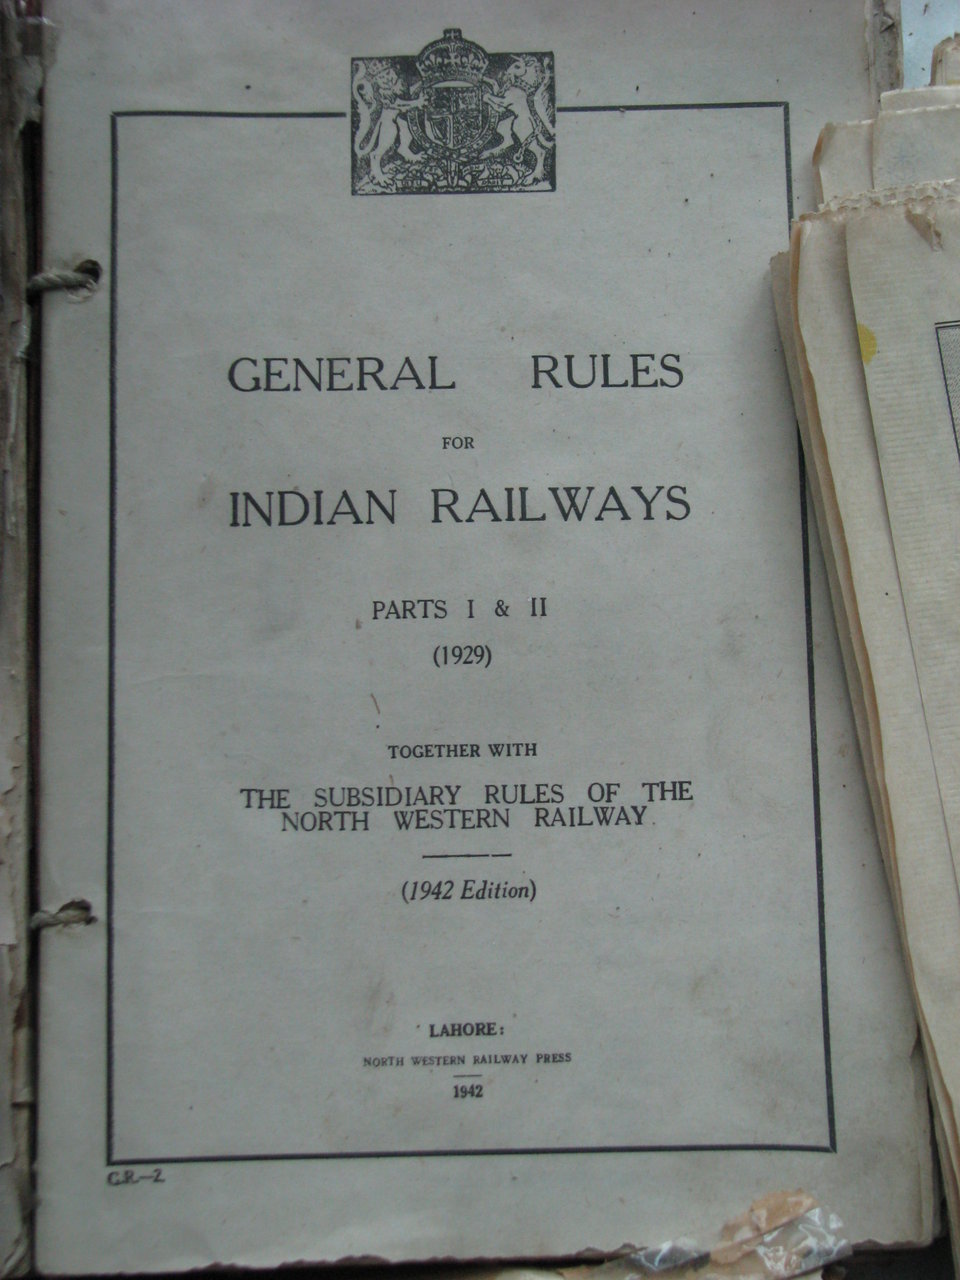 GENERAL RULES
FOR
INDIAN RAILWAYS
PARTS I & II
(1929)
TOGETHER WITH
THE SUBSIDIARY RULES OF THE
NORTH WESTERN RAILWAY
(1942 Edition)
LAHORE:
NORTH WESTERN RAILWAY PRESS
1942
G.R.—2